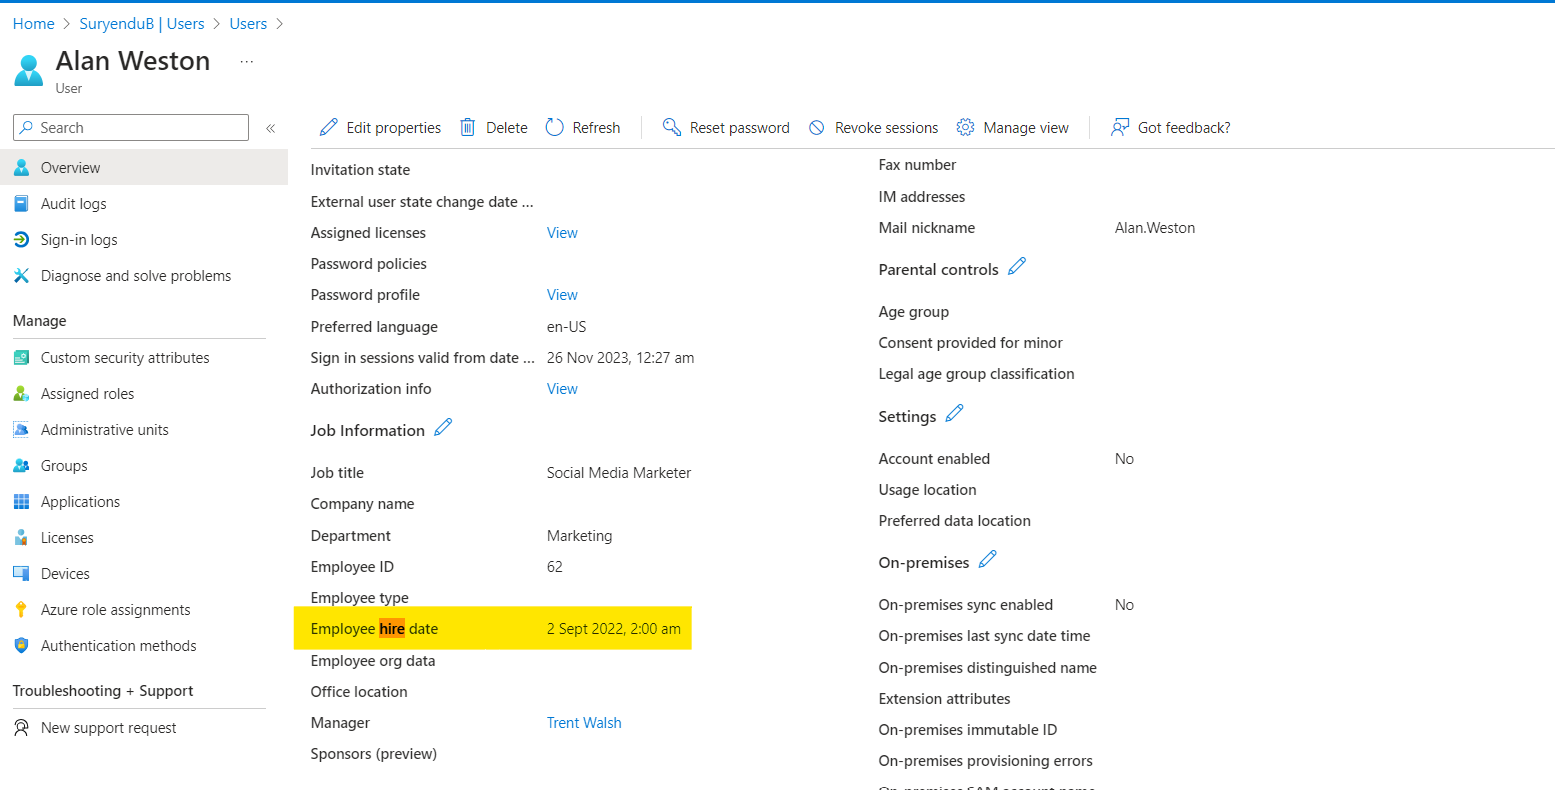 Home > SuryenduB | Users > Users >
Alan Weston ...
User
Search «
Overview
Audit logs
Sign-in logs
Diagnose and solve problems
Manage
Custom security attributes
Assigned roles
Administrative units
Groups
Applications
Licenses
Devices
Azure role assignments
Authentication methods
Troubleshooting + Support
New support request
Edit properties Delete Refresh Reset password Revoke sessions Manage view Got feedback?
Invitation state
External user state change date ...
Assigned licenses View
Password policies
Password profile View
Preferred language en-US
Sign in sessions valid from date ... 26 Nov 2023, 12:27 am
Authorization info View
Job Information
Job title Social Media Marketer
Company name
Department Marketing
Employee ID 62
Employee type
Employee hire date 2 Sept 2022, 2:00 am
Employee org data
Office location
Manager Trent Walsh
Sponsors (preview)
Fax number
IM addresses
Mail nickname Alan.Weston
Parental controls
Age group
Consent provided for minor
Legal age group classification
Settings
Account enabled No
Usage location
Preferred data location
On-premises
On-premises sync enabled No
On-premises last sync date time
On-premises distinguished name
Extension attributes
On-premises immutable ID
On-premises provisioning errors
On-premises SAM account name